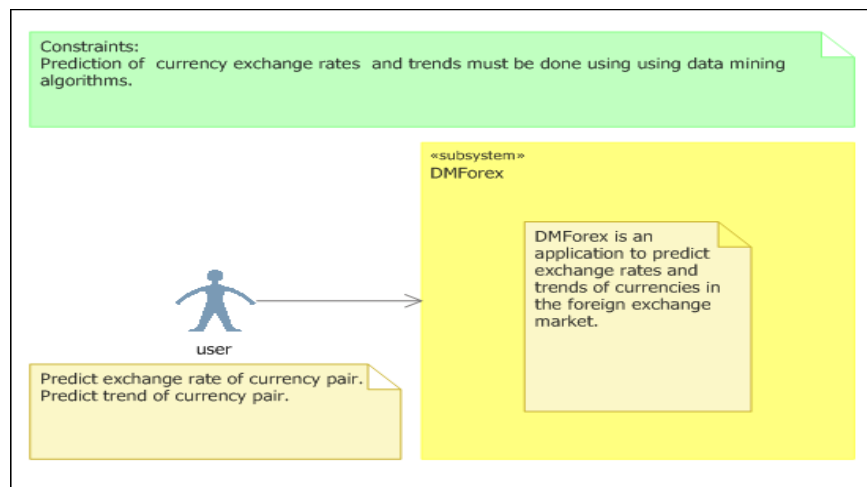 Constraints:
Prediction of currency exchange rates and trends must be done using using data mining
algorithms.
«subsystem»
DMForex
DMForex is an
application to predict
exchange rates and
trends of currencies in
the foreign exchange
market.
user
Predict exchange rate of currency pair.
Predict trend of currency pair.